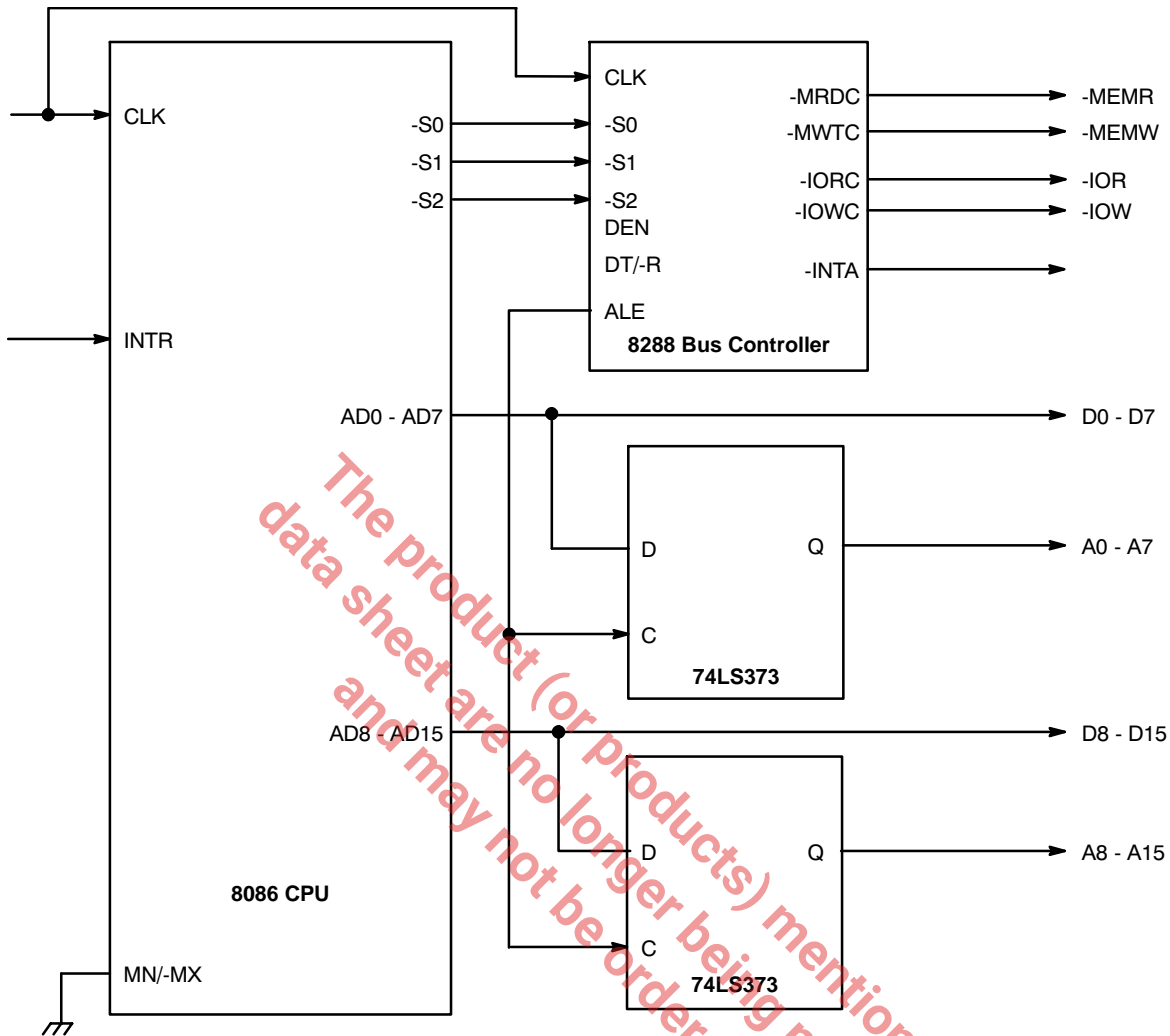 CLK
-S0
-S1
-S2
INTR
AD0 - AD7
AD8 - AD15
8086 CPU
MN/-MX
CLK
-S0
-S1
-S2
DEN
DT/-R
ALE
-MRDC
-MWTC
-IORC
-IOWC
-INTA
8288 Bus Controller
-MEMR
-MEMW
-IOR
-IOW
D0 - D7
D
Q
C
74LS373
A0 - A7
D8 - D15
D
Q
C
74LS373
A8 - A15
The product (or products) mention
data sheet are no longer being
and may not be order